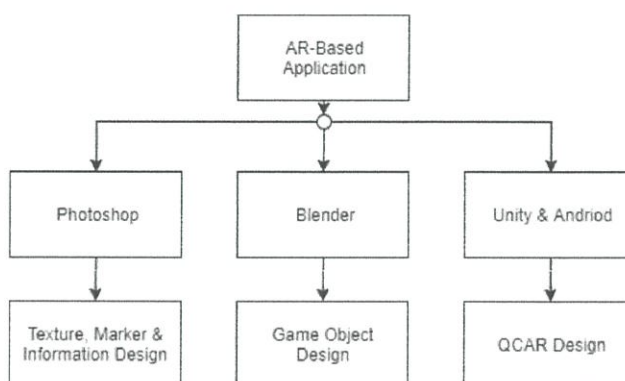 AR-Based
Application
Photoshop
Blender
Unity & Andriod
Texture, Marker &
Information Design
Game Object
Design
QCAR Design